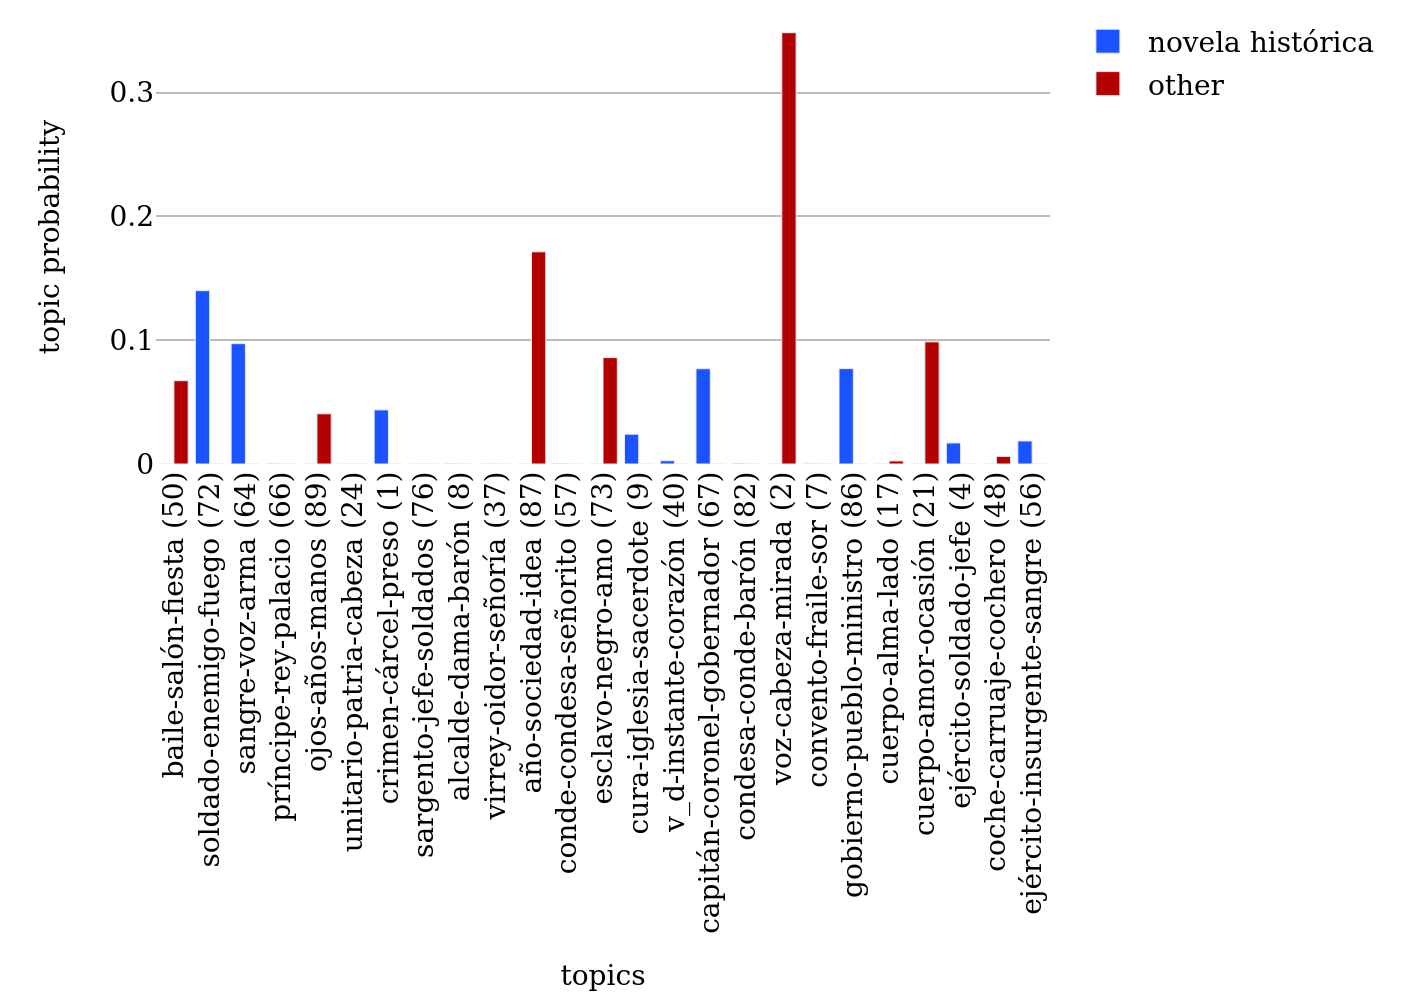 novela histórica
other
topic probability
0.3
0.2
0.1
0
baile-salón-fiesta (50)
soldado-enemigo-fuego (72)
sangre-voz-arma (64)
príncipe-rey-palacio (66)
ojos-años-manos (89)
unitario-patria-cabeza (24)
crimen-cárcel-preso (1)
sargento-jefe-soldados (76)
alcalde-dama-barón (8)
virrey-oidor-señoría (37)
año-sociedad-idea (87)
conde-condesa-señorito (57)
esclavo-negro-amo (73)
cura-iglesia-sacerdote (9)
v_d-instante-corazón (40)
capitán-coronel-gobernador (67)
condesa-conde-barón (82)
voz-cabeza-mirada (2)
convento-fraile-sor (7)
gobierno-pueblo-ministro (86)
cuerpo-alma-lado (17)
cuerpo-amor-ocasión (21)
ejército-soldado-jefe (4)
coche-carruaje-cochero (48)
ejército-insurgente-sangre (56)
topics